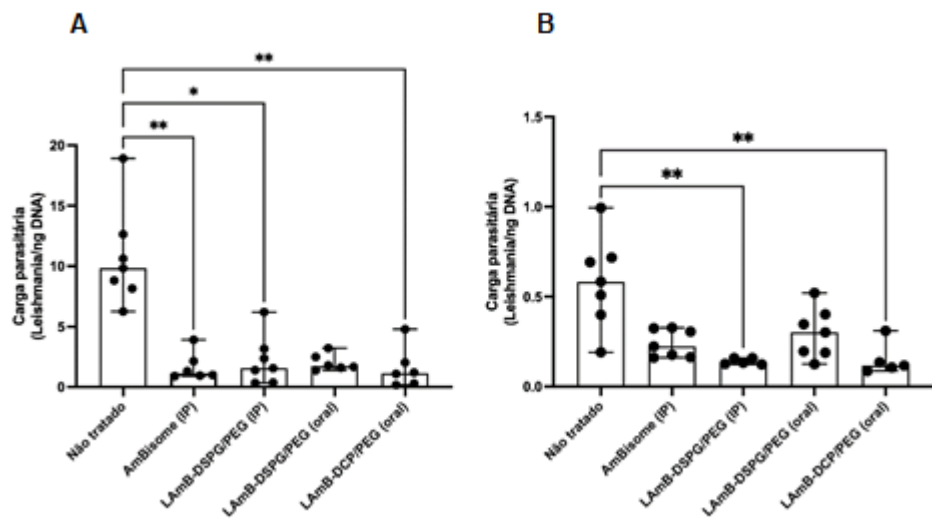 A
**
*
**
20
15
10
5
0
Carga parasitária
(Leishmania/ng DNA)
Não tratado
AmBisome (IP)
LAmB-DSPG/PEG (IP)
LAmB-DSPG/PEG (oral)
LAmB-DCP/PEG (oral)
B
**
**
1.5
1.0
0.5
0.0
Carga parasitária
(Leishmania/ng DNA)
Não tratado
AmBisome (IP)
LAmB-DSPG/PEG (IP)
LAmB-DSPG/PEG (oral)
LAmB-DCP/PEG (oral)